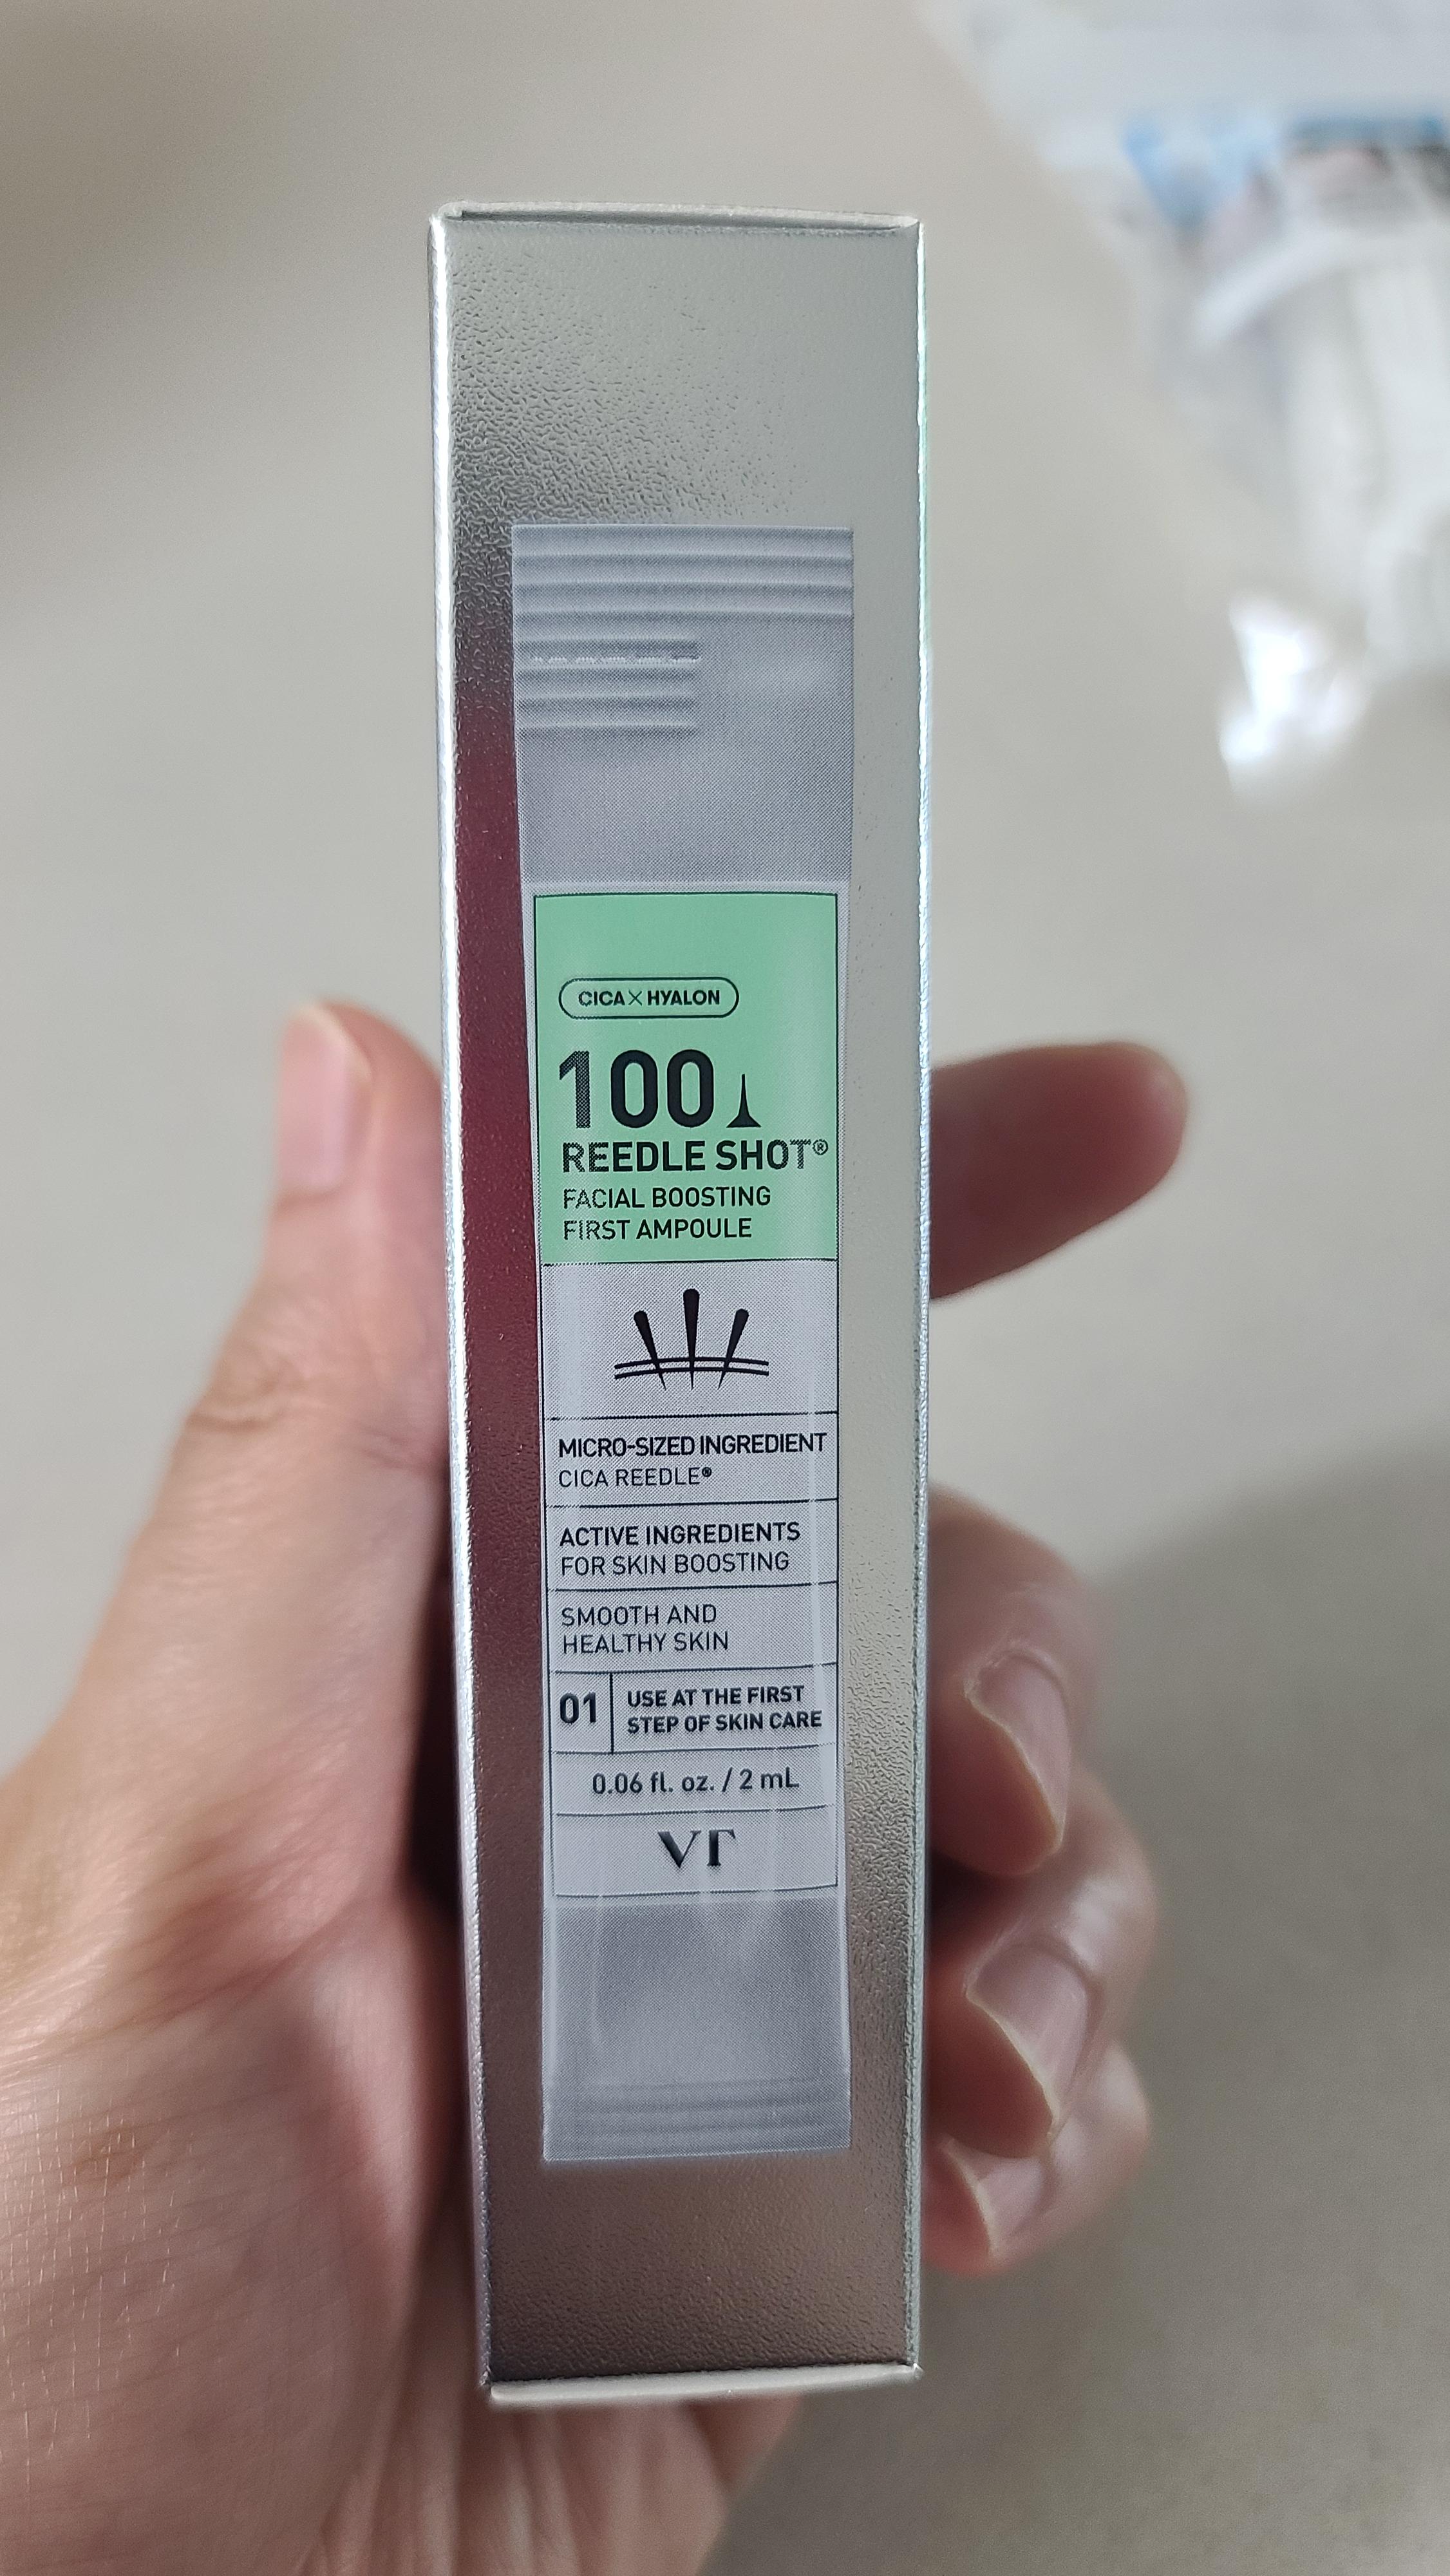 CICA×HYALON
100
REEDLE SHOT®
FACIAL BOOSTING
FIRST AMPOULE
MICRO-SIZED INGREDIENT
CICA REEDLE®
ACTIVE INGREDIENTS
FOR SKIN BOOSTING
SMOOTH AND
HEALTHY SKIN
01
USE AT THE FIRST
STEP OF SKIN CARE
0.06 fl. oz. / 2 mL
VT